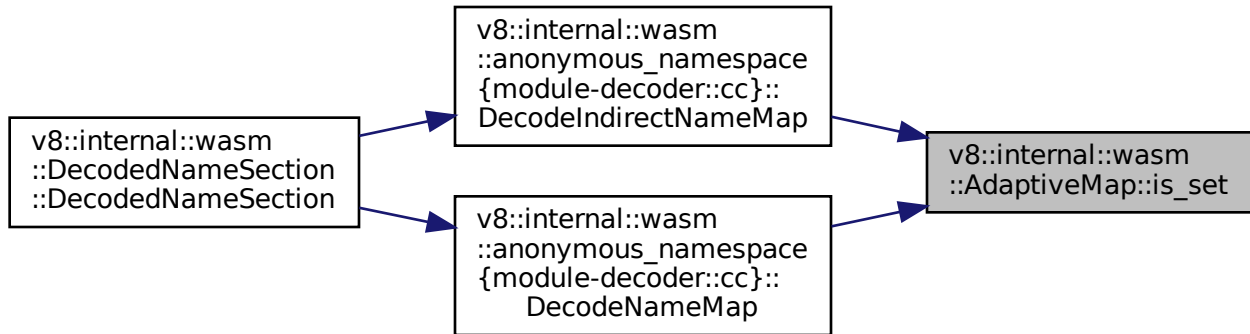 v8::internal::wasm
::DecodedNameSection
::DecodedNameSection
v8::internal::wasm
::anonymous_namespace
{module-decoder::cc}::
DecodeIndirectNameMap
v8::internal::wasm
::anonymous_namespace
{module-decoder::cc}::
DecodeNameMap
v8::internal::wasm
::AdaptiveMap::is_set